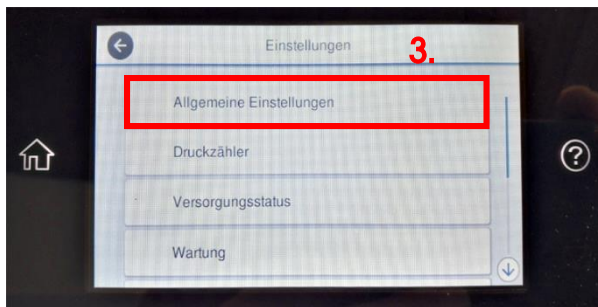 Einstellungen
3.
Allgemeine Einstellungen
Druckzähler
Versorgungsstatus
Wartung
?